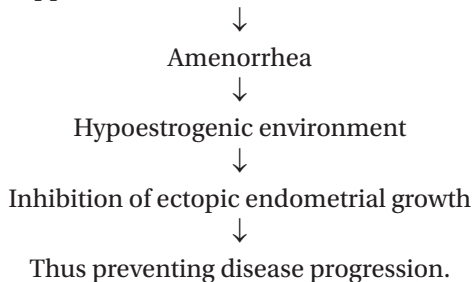 ↓
Amenorrhea
↓
Hypoestrogenic environment
↓
Inhibition of ectopic endometrial growth
↓
Thus preventing disease progression.